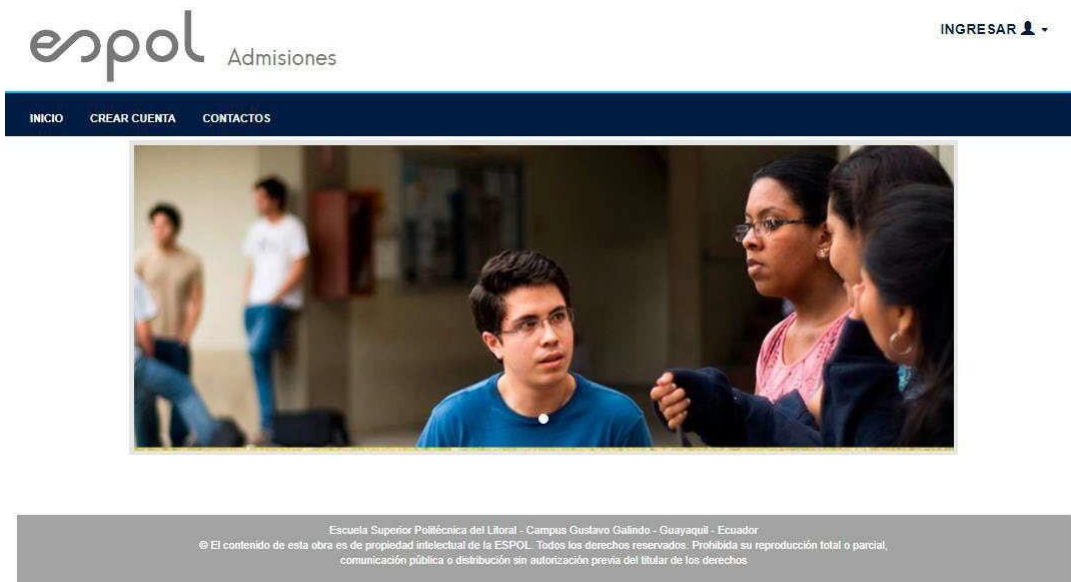 espol Admisiones
INGRESAR
INICIO CREAR CUENTA CONTACTOS
Escuela Superior Politécnica del Litoral - Campus Gustavo Galindo - Guayaquil - Ecuador
© El contenido de esta obra es de propiedad intelectual de la ESPOL. Todos los derechos reservados. Prohibida su reproducción total o parcial,
comunicación pública o distribución sin autorización previa del titular de los derechos